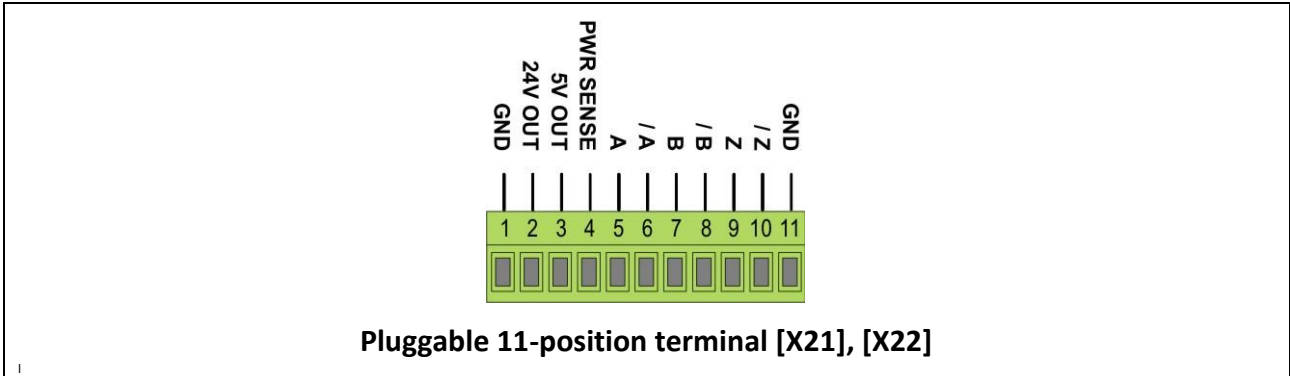 GND
24V OUT
5V OUT
PWR SENSE
A
/A
B
/B
Z
/Z
GND
1 2 3 4 5 6 7 8 9 10 11
Pluggable 11-position terminal [X21], [X22]